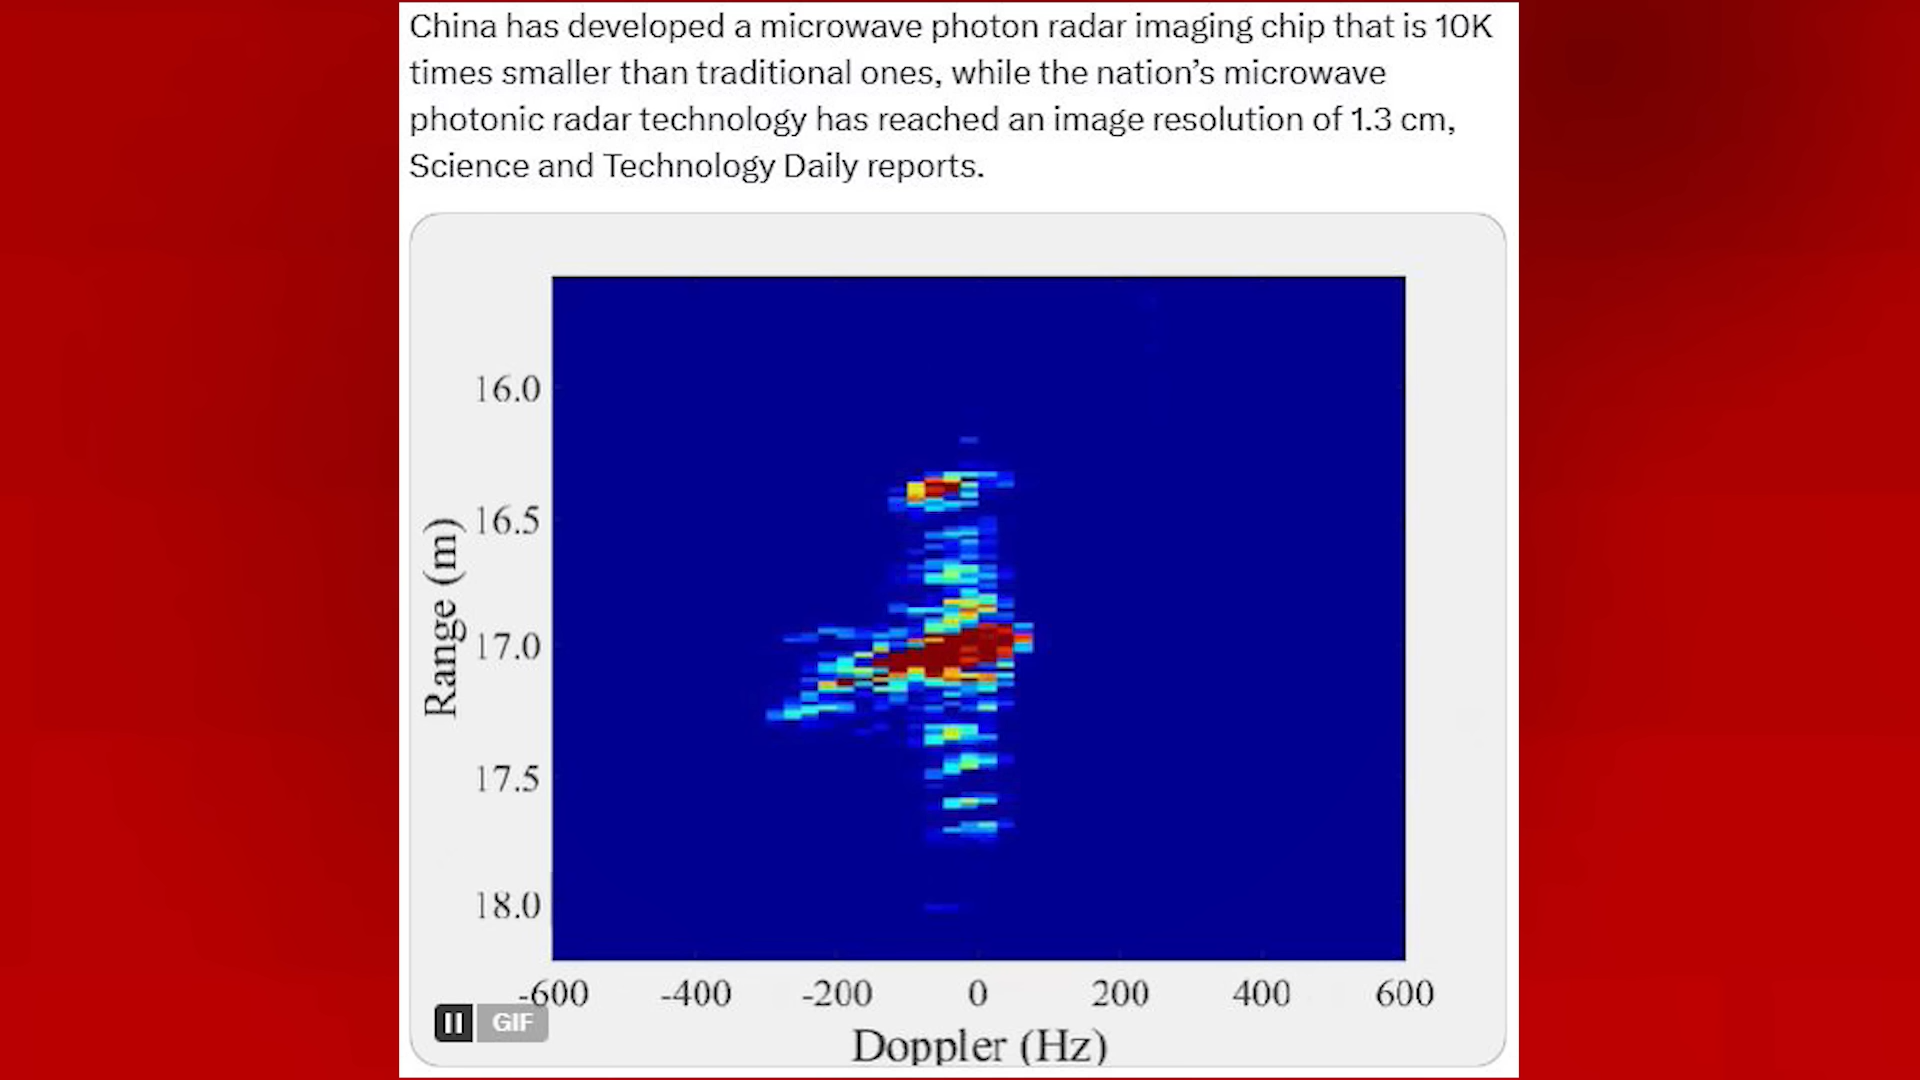 China has developed a microwave photon radar imaging chip that is 10K
times smaller than traditional ones, while the nation’s microwave
photonic radar technology has reached an image resolution of 1.3 cm,
Science and Technology Daily reports.
16.0
16.5
17.0
17.5
18.0
Range (m)
-600 -400 -200 0 200 400 600
GIF
Doppler (Hz)